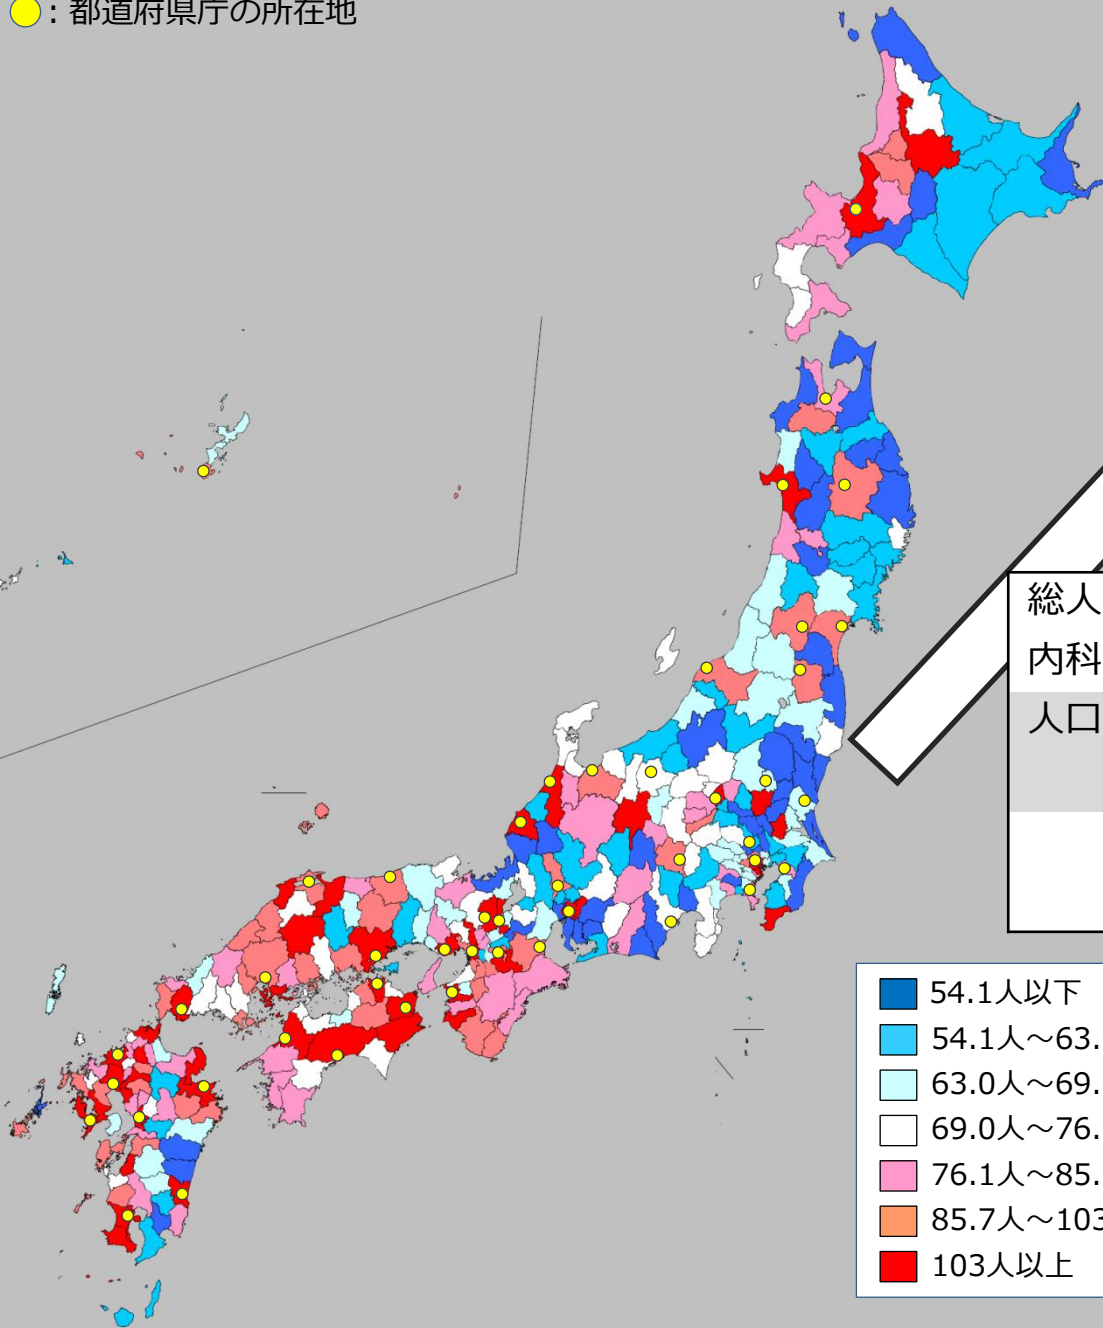 ：都道府県庁の所在地
総人
内科
人口
54.1人以下
54.1人～63.
63.0人～69.
69.0人～76.
76.1人～85.
85.7人～103
103人以上